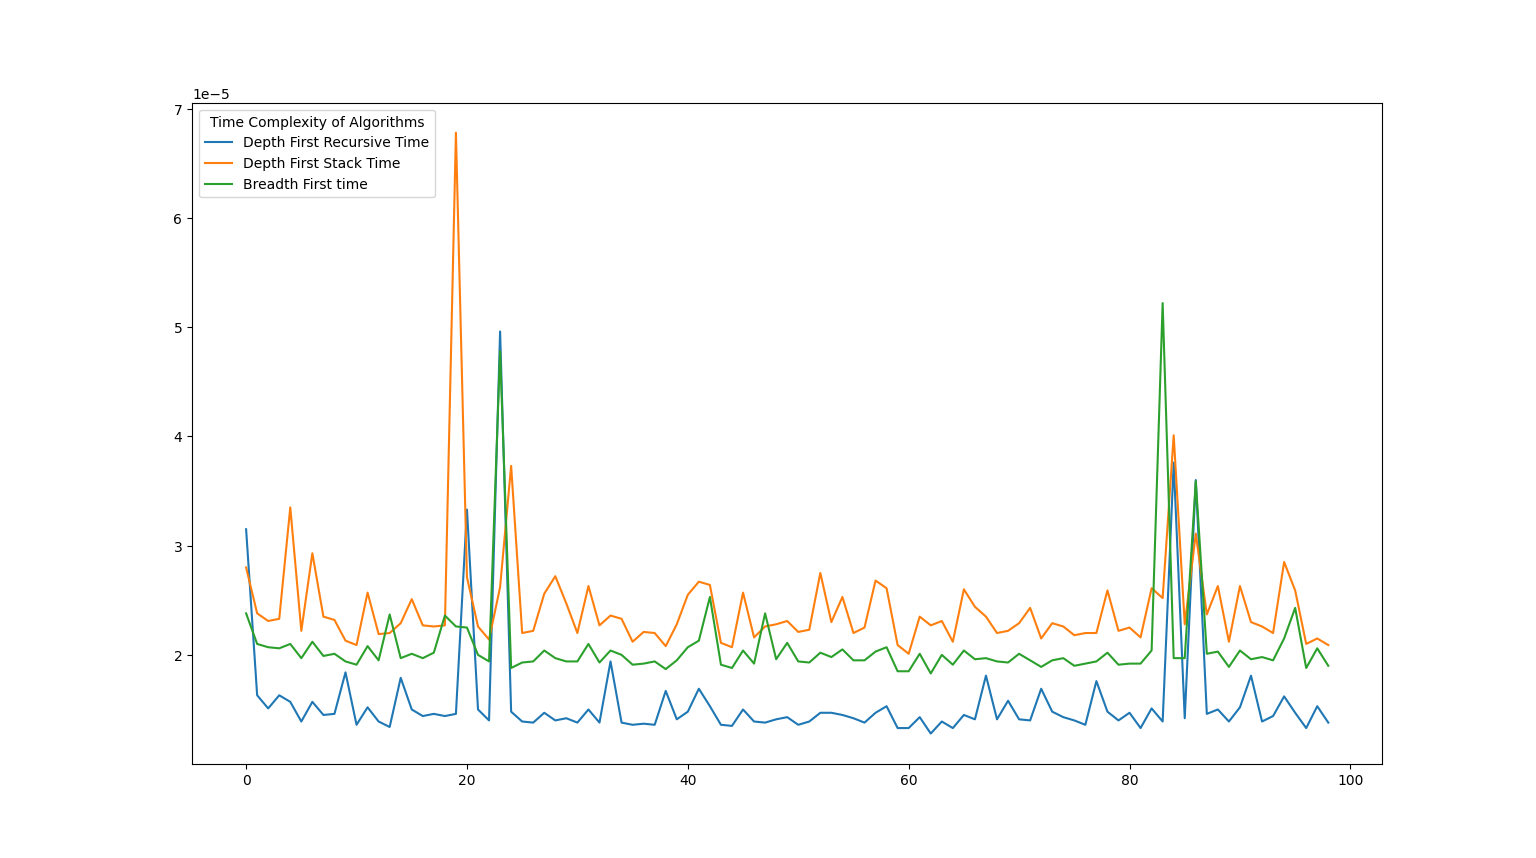 1e−5
7
6
5
4
3
2
Time Complexity of Algorithms
Depth First Recursive Time
Depth First Stack Time
Breadth First time
0
20
40
60
80
100